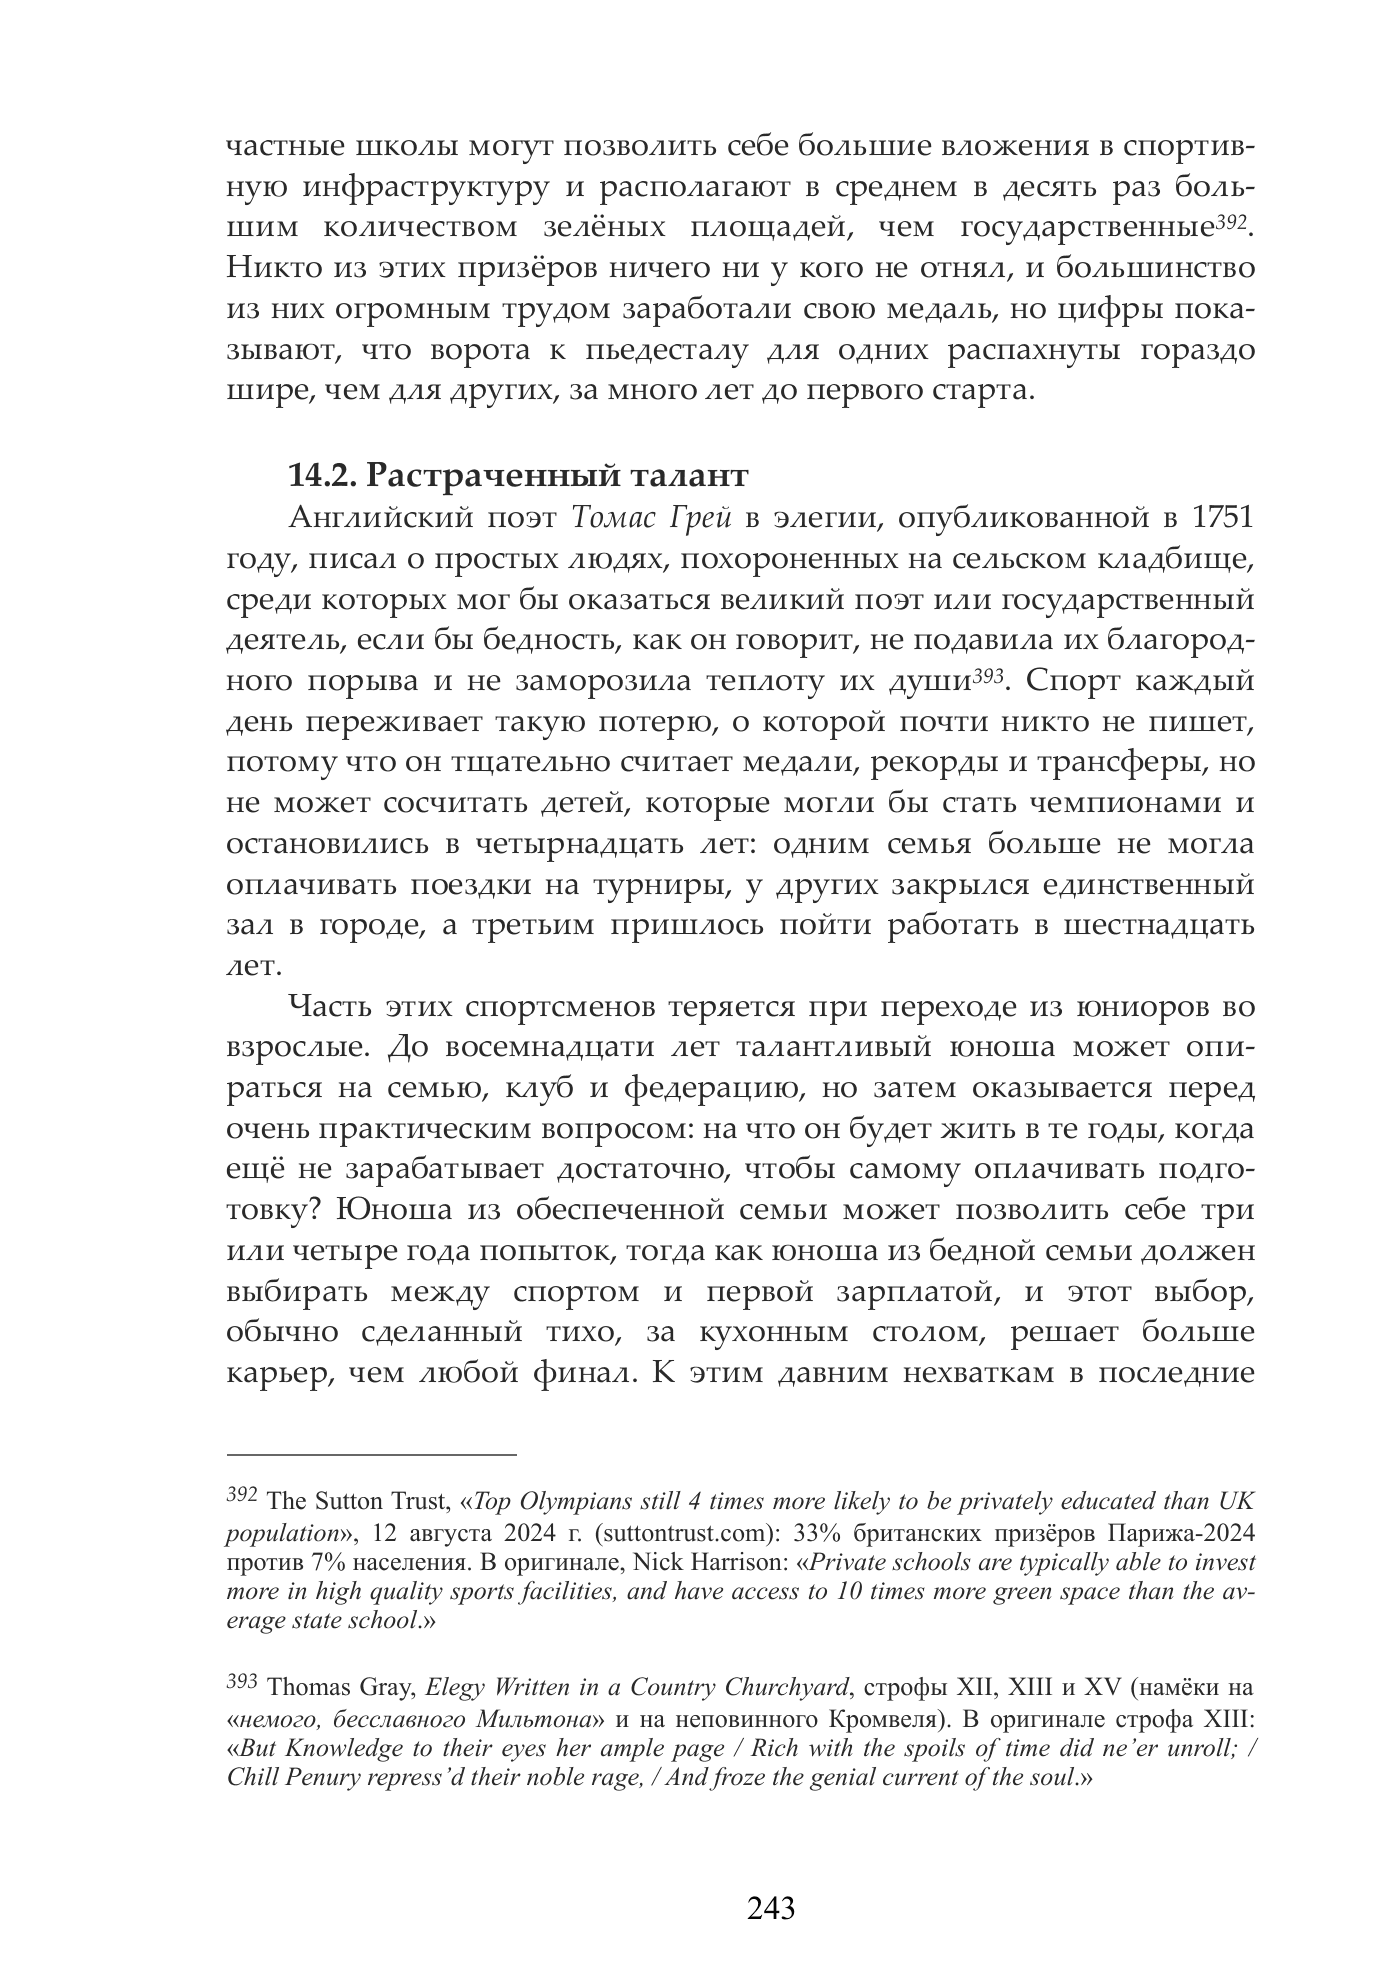 частные школы могут позволить себе большие вложения в спортив-
ную инфраструктуру и располагают в среднем в десять раз боль-
шим количеством зелёных площадей, чем государственные392.
Никто из этих призёров ничего ни у кого не отнял, и большинство
из них огромным трудом заработали свою медаль, но цифры пока-
зывают, что ворота к пьедесталу для одних распахнуты гораздо
шире, чем для других, за много лет до первого старта.
14.2. Растраченный талант
Английский поэт Томас Грей в элегии, опубликованной в 1751
году, писал о простых людях, похороненных на сельском кладбище,
среди которых мог бы оказаться великий поэт или государственный
деятель, если бы бедность, как он говорит, не подавила их благород-
ного порыва и не заморозила теплоту их души393. Спорт каждый
день переживает такую потерю, о которой почти никто не пишет,
потому что он тщательно считает медали, рекорды и трансферы, но
не может сосчитать детей, которые могли бы стать чемпионами и
остановились в четырнадцать лет: одним семья больше не могла
оплачивать поездки на турниры, у других закрылся единственный
зал в городе, а третьим пришлось пойти работать в шестнадцать
лет.
Часть этих спортсменов теряется при переходе из юниоров во
взрослые. До восемнадцати лет талантливый юноша может опи-
раться на семью, клуб и федерацию, но затем оказывается перед
очень практическим вопросом: на что он будет жить в те годы, когда
ещё не зарабатывает достаточно, чтобы самому оплачивать подго-
товку? Юноша из обеспеченной семьи может позволить себе три
или четыре года попыток, тогда как юноша из бедной семьи должен
выбирать между спортом и первой зарплатой, и этот выбор,
обычно сделанный тихо, за кухонным столом, решает больше
карьер, чем любой финал. К этим давним нехваткам в последние
392 The Sutton Trust, «Top Olympians still 4 times more likely to be privately educated than UK
population», 12 августа 2024 г. (suttontrust.com): 33% британских призёров Парижа-2024
против 7% населения. В оригинале, Nick Harrison: «Private schools are typically able to invest
more in high quality sports facilities, and have access to 10 times more green space than the av-
erage state school.»
393 Thomas Gray, Elegy Written in a Country Churchyard, строфы XII, XIII и XV (намёки на
«немого, бесславного Мильтона» и на неповинного Кромвеля). В оригинале строфа XIII:
«But Knowledge to their eyes her ample page / Rich with the spoils of time did ne’er unroll; /
Chill Penury repress’d their noble rage, / And froze the genial current of the soul.»
243